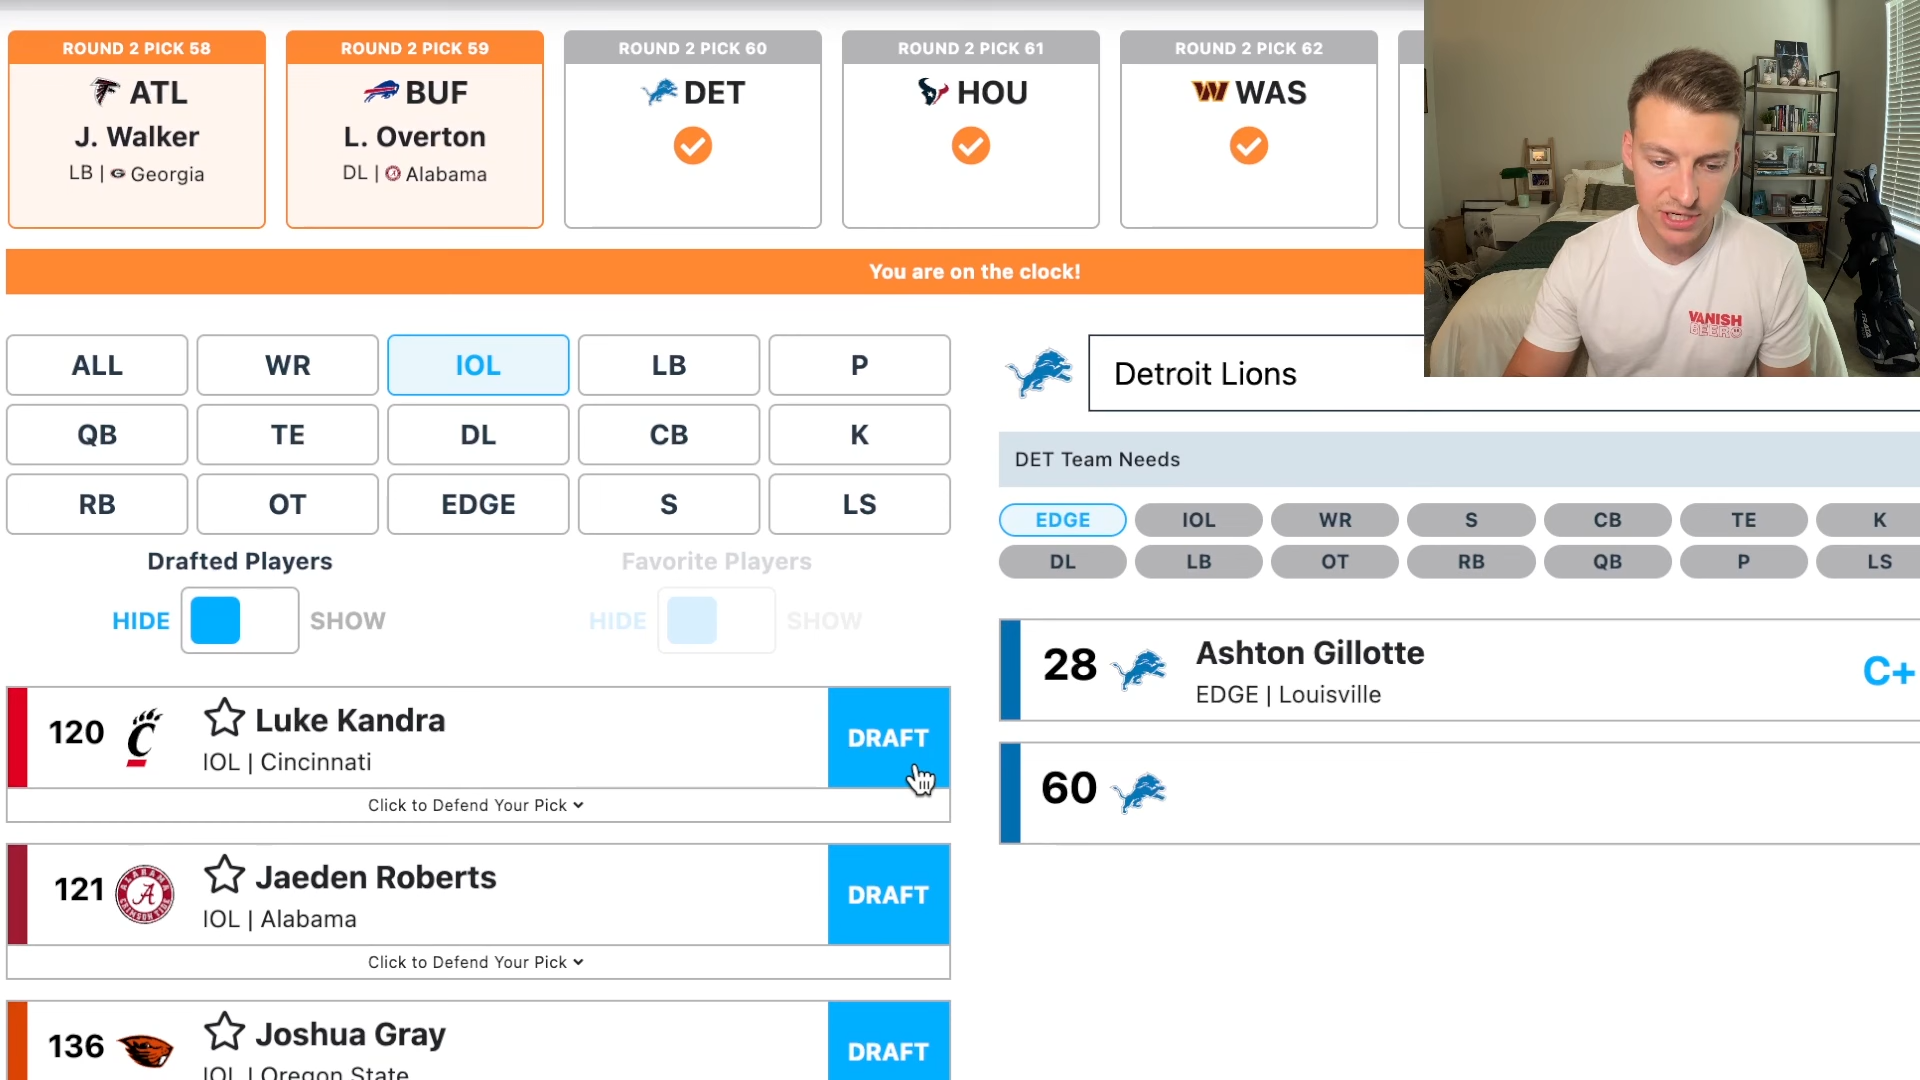 ROUND 2 PICK 58
ATL
J. Walker
LB | Georgia
ROUND 2 PICK 59
BUF
L. Overton
DL | Alabama
ROUND 2 PICK 60
DET
ROUND 2 PICK 61
HOU
ROUND 2 PICK 62
WAS
You are on the clock!
ALL WR IOL LB P
QB TE DL CB K
RB OT EDGE S LS
Drafted Players
HIDE SHOW
Favorite Players
HIDE SHOW
120
Luke Kandra
IOL | Cincinnati
DRAFT
Click to Defend Your Pick
121
Jaeden Roberts
IOL | Alabama
DRAFT
Click to Defend Your Pick
136
Joshua Gray
IOL | Oregon State
DRAFT
Detroit Lions
DET Team Needs
EDGE IOL WR S CB TE K
DL LB OT RB QB P LS
28
Ashton Gillotte
EDGE | Louisville
C+
60
VANISH
BEER